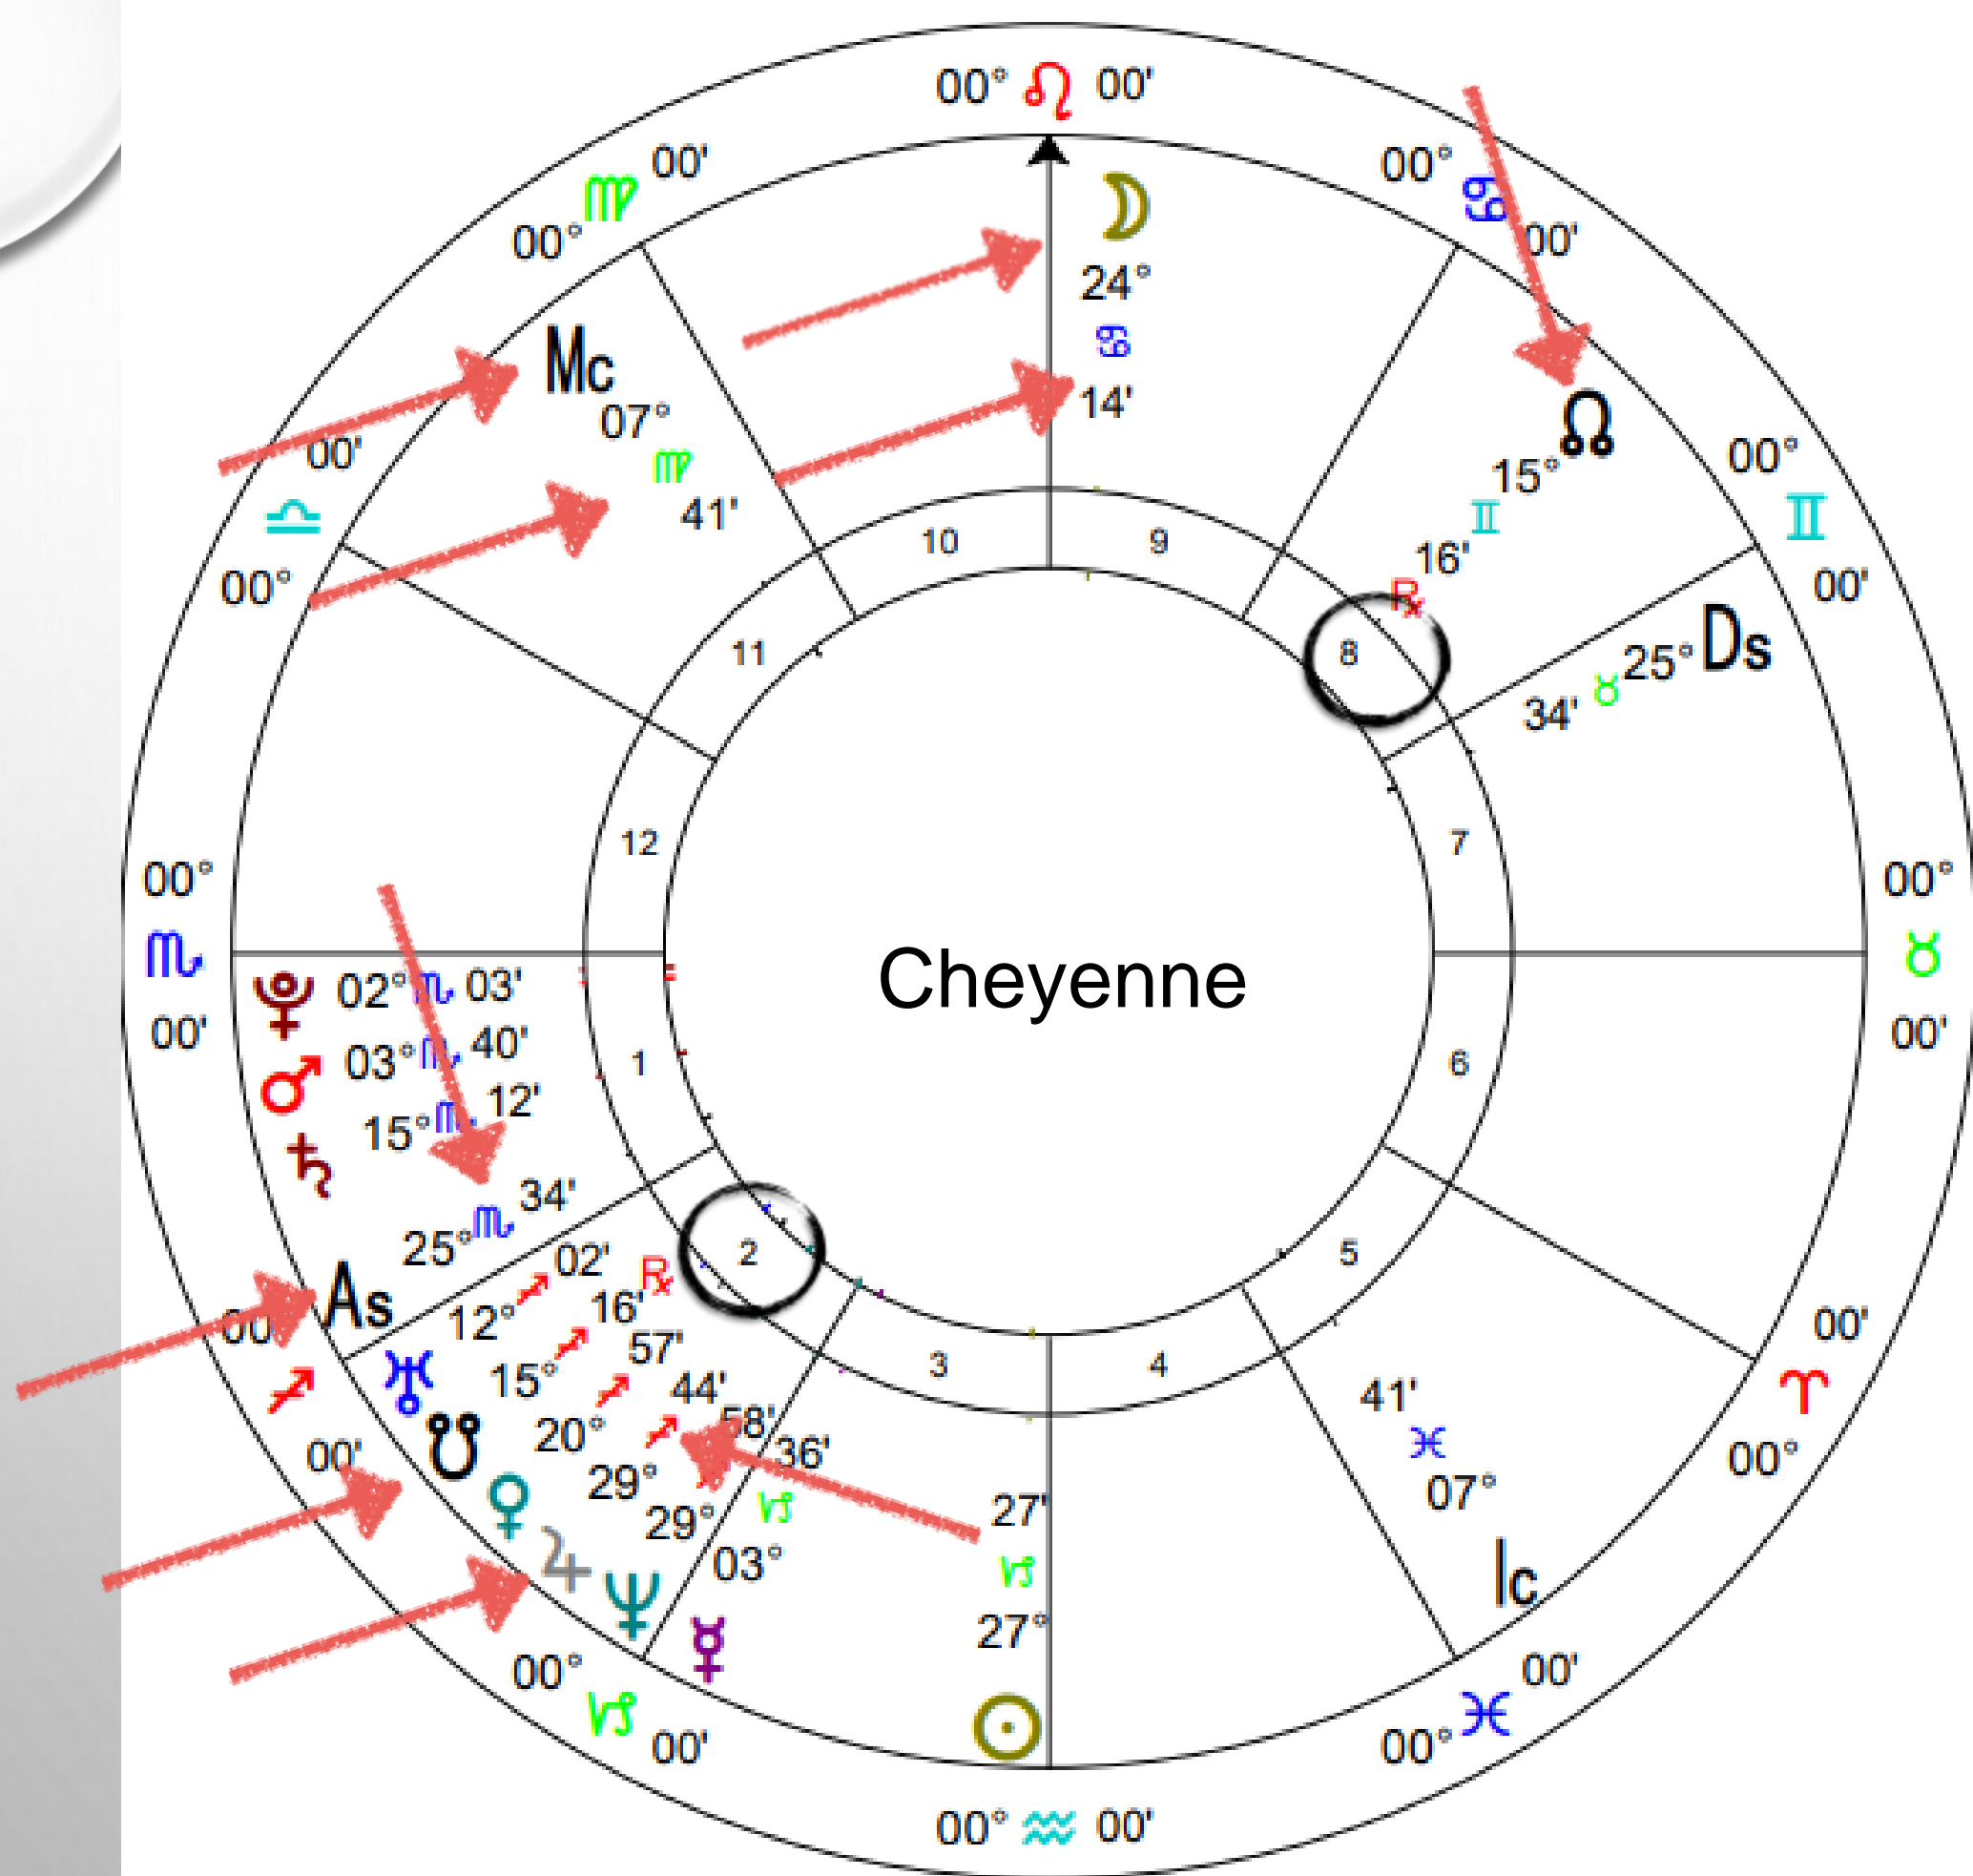 00° ♌ 00'
00° ♍ 00'
00° ♋ 00'
☽
24°
♋
14'
Mc
07°
♍
41'
☊
15°
♊
16'
℞
00° ♎ 00'
00° ♊ 00'
Ds
25° ♉ 34'
10
9
11
8
12
7
00° ♏ 00'
00° ♉ 00'
Cheyenne
♇ 02° ♏ 03'
♂ 03° ♏ 40'
♄ 15° ♏ 12'
As 25° ♏ 34'
1
6
2
5
3
4
♅ 12° ♐ 02'
☋ 15° ♐ 16' ℞
♀ 20° ♐ 57'
♃ 29° ♐ 44'
♆ 29° ♐ 58'
☿ 03° ♑ 36'
☉ 27° ♑ 27'
41'
♓
07°
Ic
00 ♐ 00'
00° ♈ 00'
00° ♑ 00'
00° ♓ 00'
00° ♒ 00'